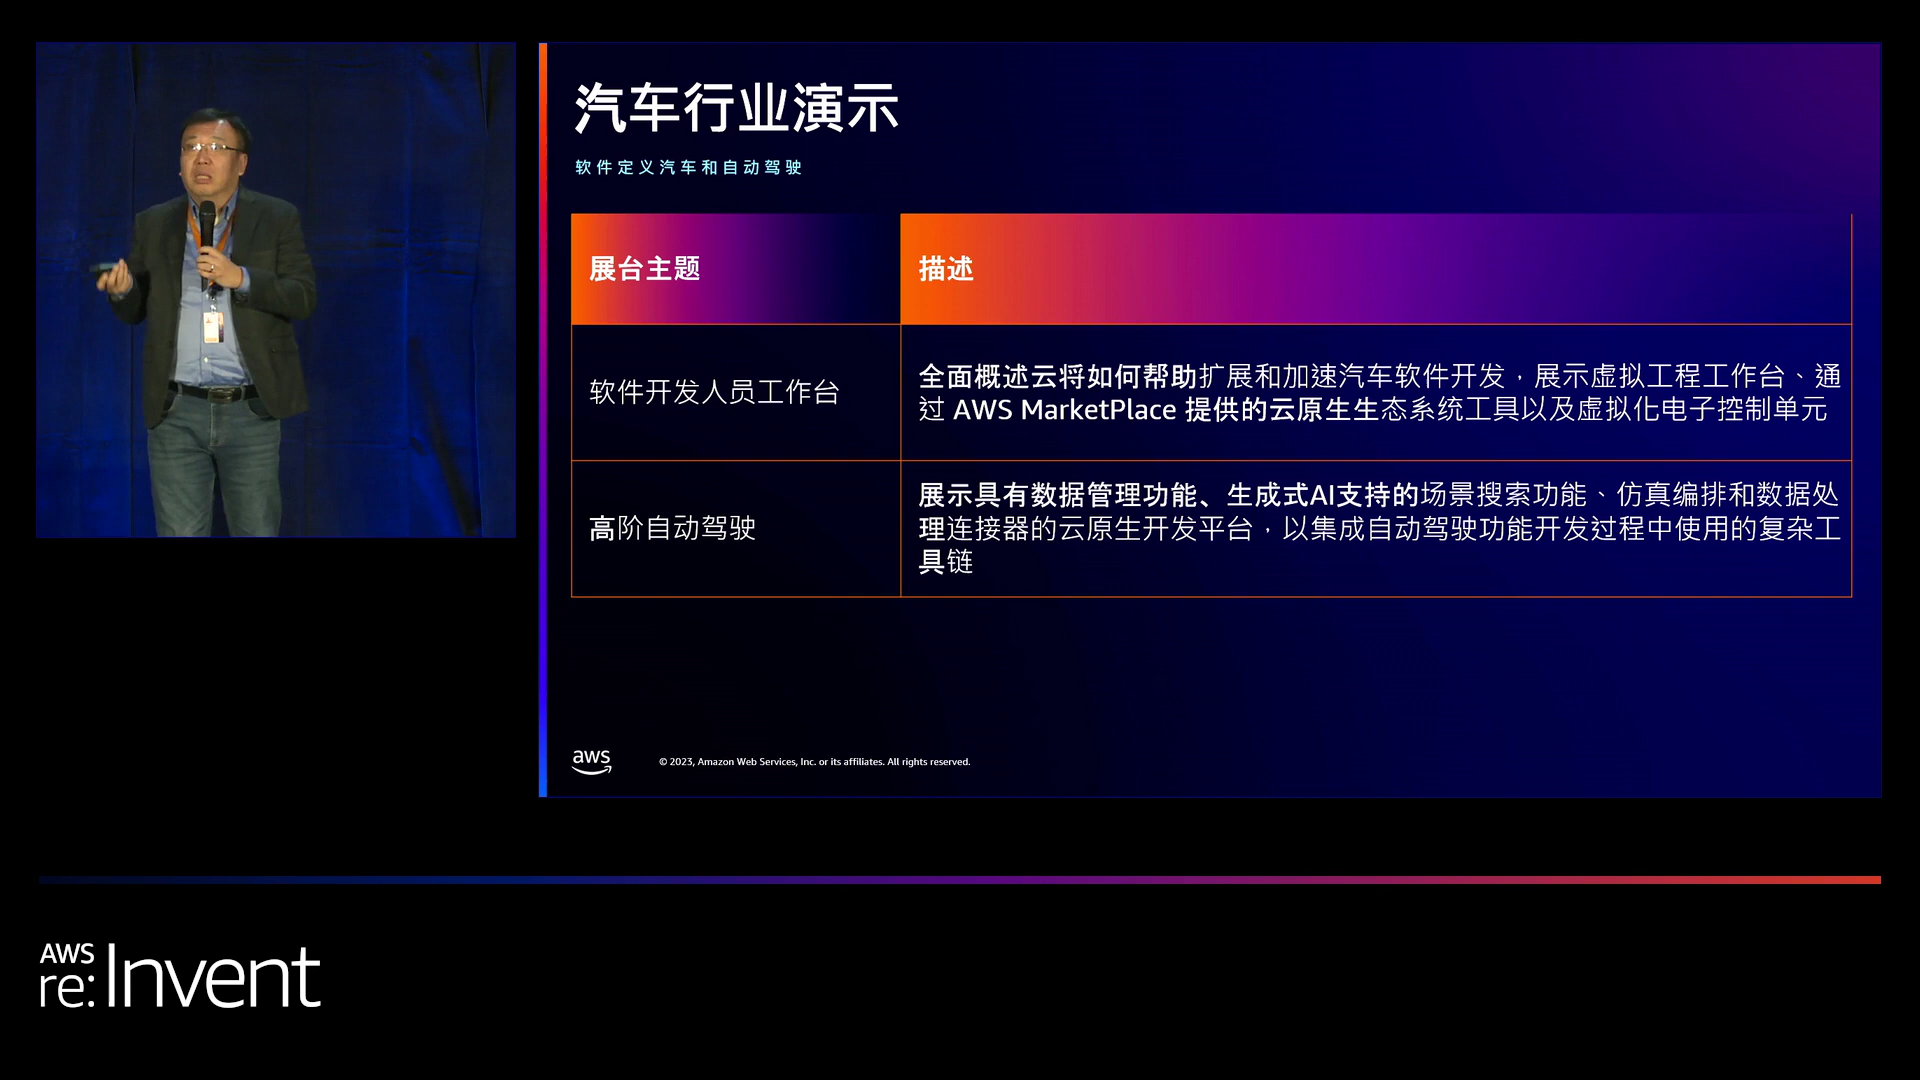 汽车行业演示
软件定义汽车和自动驾驶
展台主题
描述
软件开发人员工作台
全面概述云将如何帮助扩展和加速汽车软件开发，展示虚拟工程工作台、通
过 AWS MarketPlace 提供的云原生生态系统工具以及虚拟化电子控制单元
高阶自动驾驶
展示具有数据管理功能、生成式AI支持的场景搜索功能、仿真编排和数据处
理连接器的云原生开发平台，以集成自动驾驶功能开发过程中使用的复杂工
具链
aws
© 2023, Amazon Web Services, Inc. or its affiliates. All rights reserved.
AWS
re:Invent